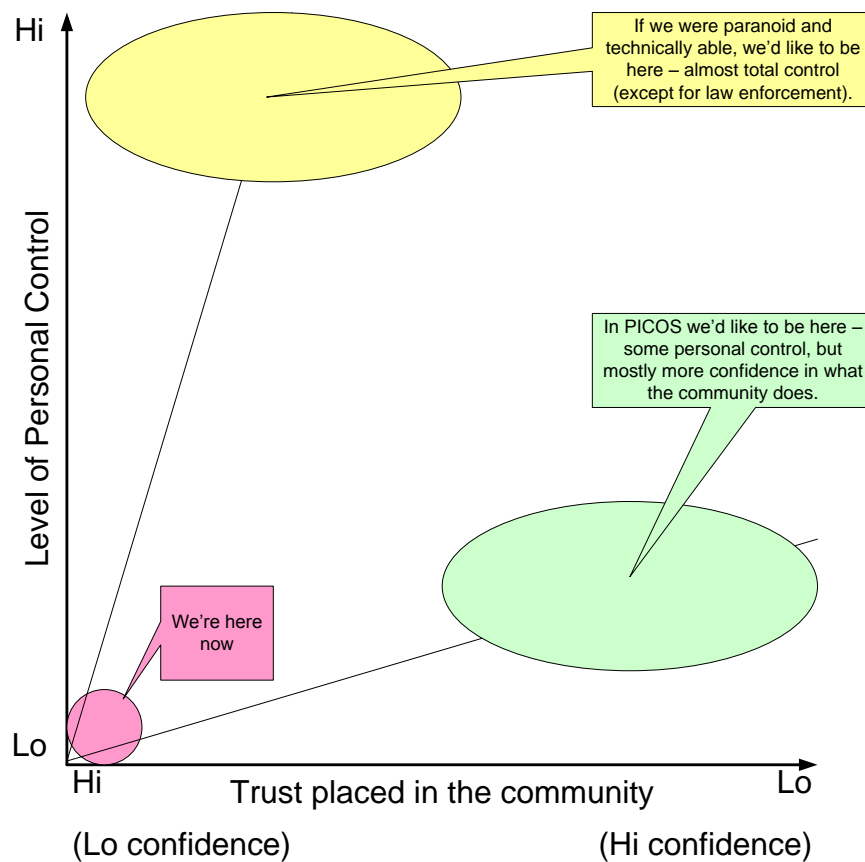 Hi
If we were paranoid and
technically able, we’d like to be
here – almost total control
(except for law enforcement).
Level of Personal Control
In PICOS we’d like to be here –
some personal control, but
mostly more confidence in what
the community does.
We’re here
now
Lo
Hi
Trust placed in the community
Lo
(Lo confidence)
(Hi confidence)